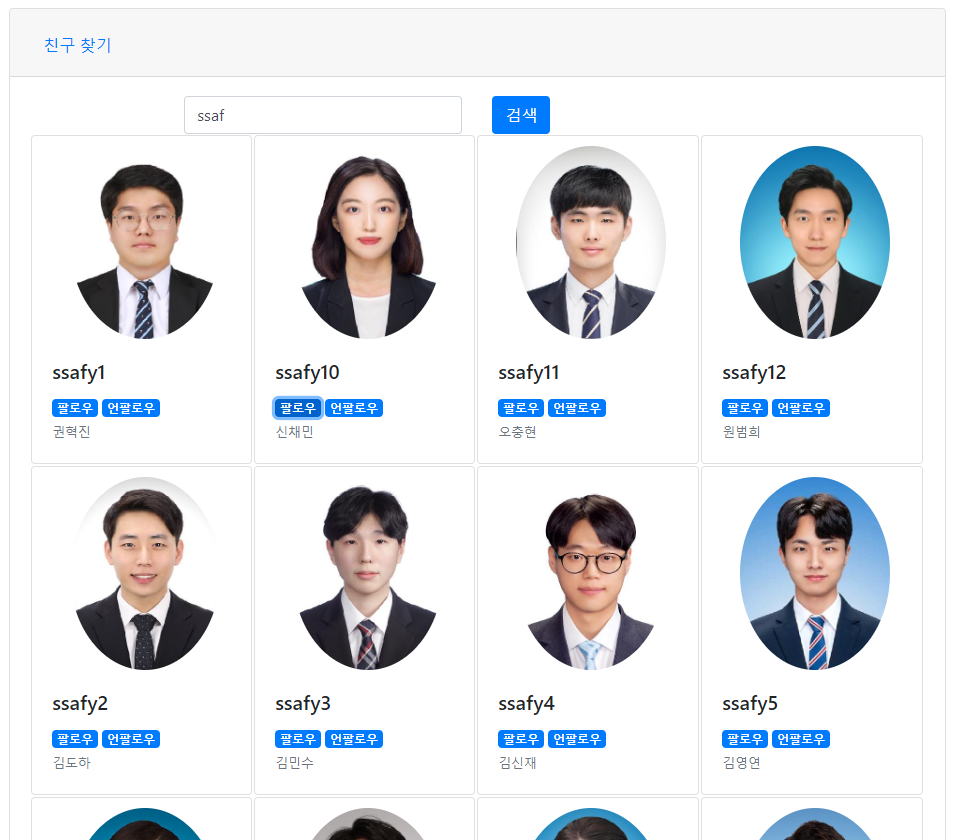 친구 찾기
ssaf
검색
ssafy1
팔로우 언팔로우
권혁진
ssafy10
팔로우 언팔로우
신채민
ssafy11
팔로우 언팔로우
오충현
ssafy12
팔로우 언팔로우
원범희
ssafy2
팔로우 언팔로우
김도하
ssafy3
팔로우 언팔로우
김민수
ssafy4
팔로우 언팔로우
김신재
ssafy5
팔로우 언팔로우
김영연